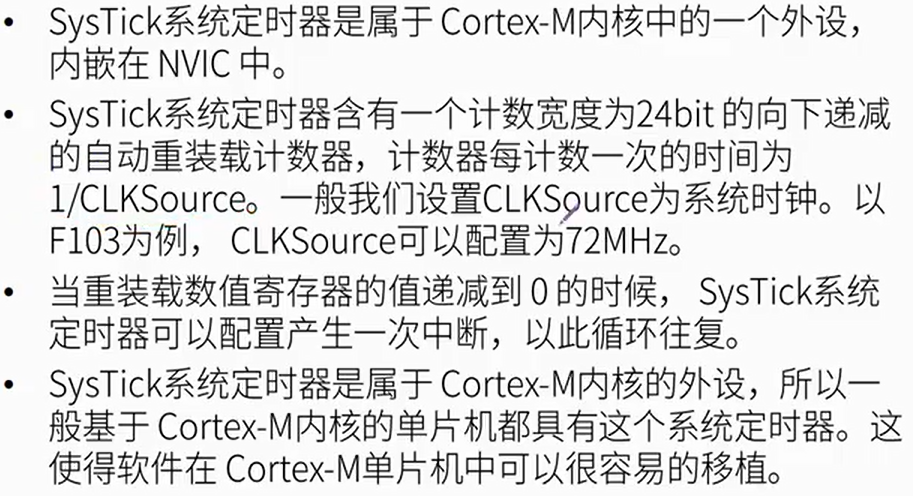 • SysTick系统定时器是属于 Cortex-M内核中的一个外设，
内嵌在 NVIC 中。
• SysTick系统定时器含有一个计数宽度为24bit 的向下递减
的自动重装载计数器，计数器每计数一次的时间为
1/CLKSource。一般我们设置CLKSource为系统时钟。以
F103为例， CLKSource可以配置为72MHz。
• 当重装载数值寄存器的值递减到 0 的时候， SysTick系统
定时器可以配置产生一次中断，以此循环往复。
• SysTick系统定时器是属于 Cortex-M内核的外设，所以一
般基于 Cortex-M内核的单片机都具有这个系统定时器。这
使得软件在 Cortex-M单片机中可以很容易的移植。